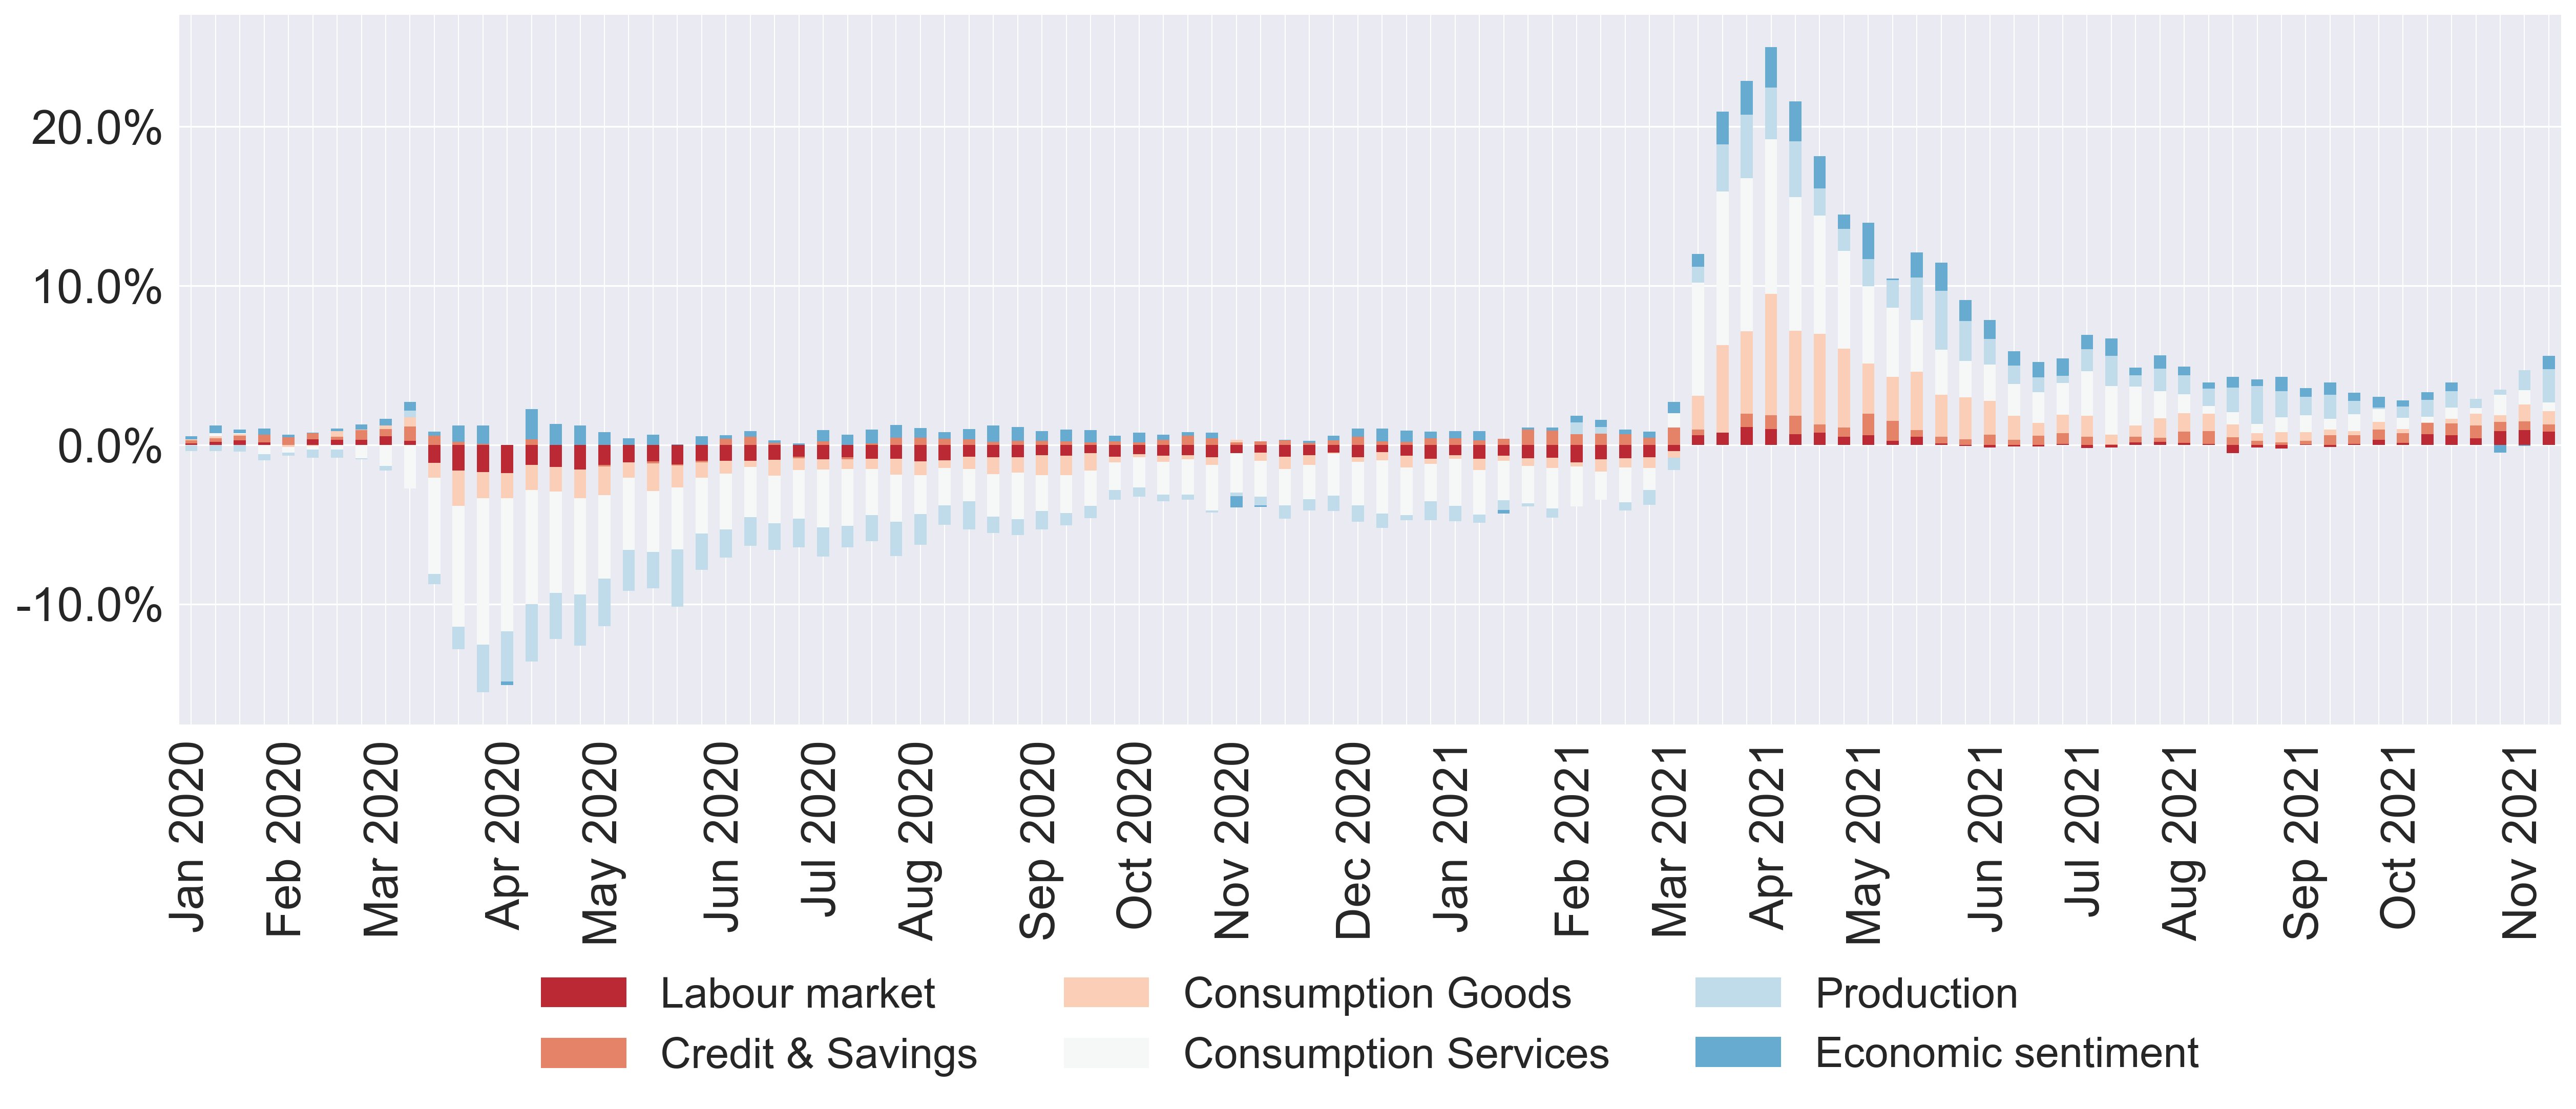 20.0%
10.0%
0.0%
-10.0%
Jan 2020
Feb 2020
Mar 2020
Apr 2020
May 2020
Jun 2020
Jul 2020
Aug 2020
Sep 2020
Oct 2020
Nov 2020
Dec 2020
Jan 2021
Feb 2021
Mar 2021
Apr 2021
May 2021
Jun 2021
Jul 2021
Aug 2021
Sep 2021
Oct 2021
Nov 2021
Labour market
Consumption Goods
Production
Credit & Savings
Consumption Services
Economic sentiment